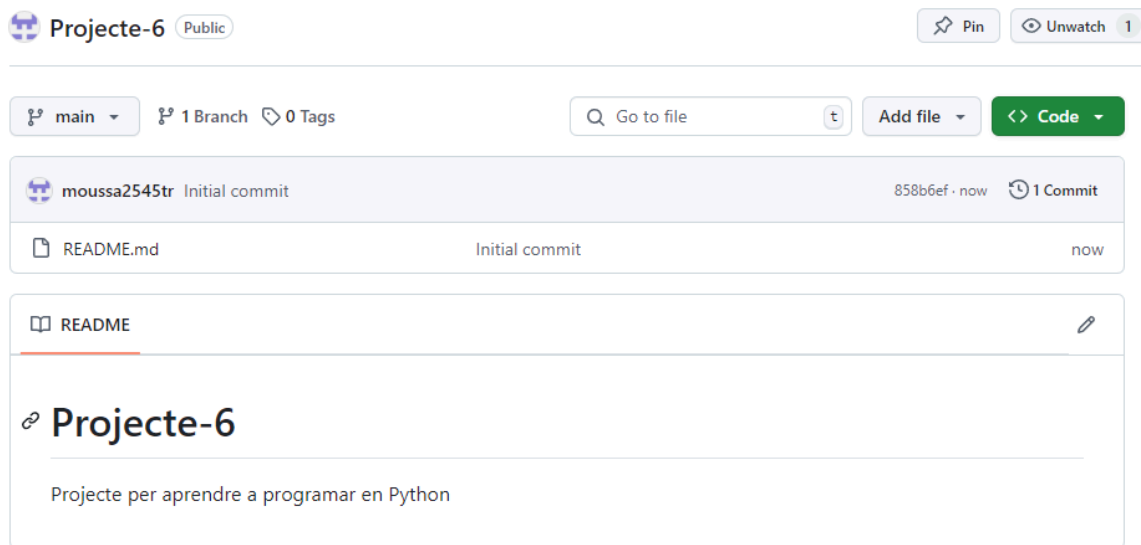 Projecte-6 Public Pin Unwatch 1
main 1 Branch 0 Tags Go to file t Add file <> Code
moussa2545tr Initial commit 858b6ef · now 1 Commit
README.md Initial commit now
README
Projecte-6
Projecte per aprendre a programar en Python